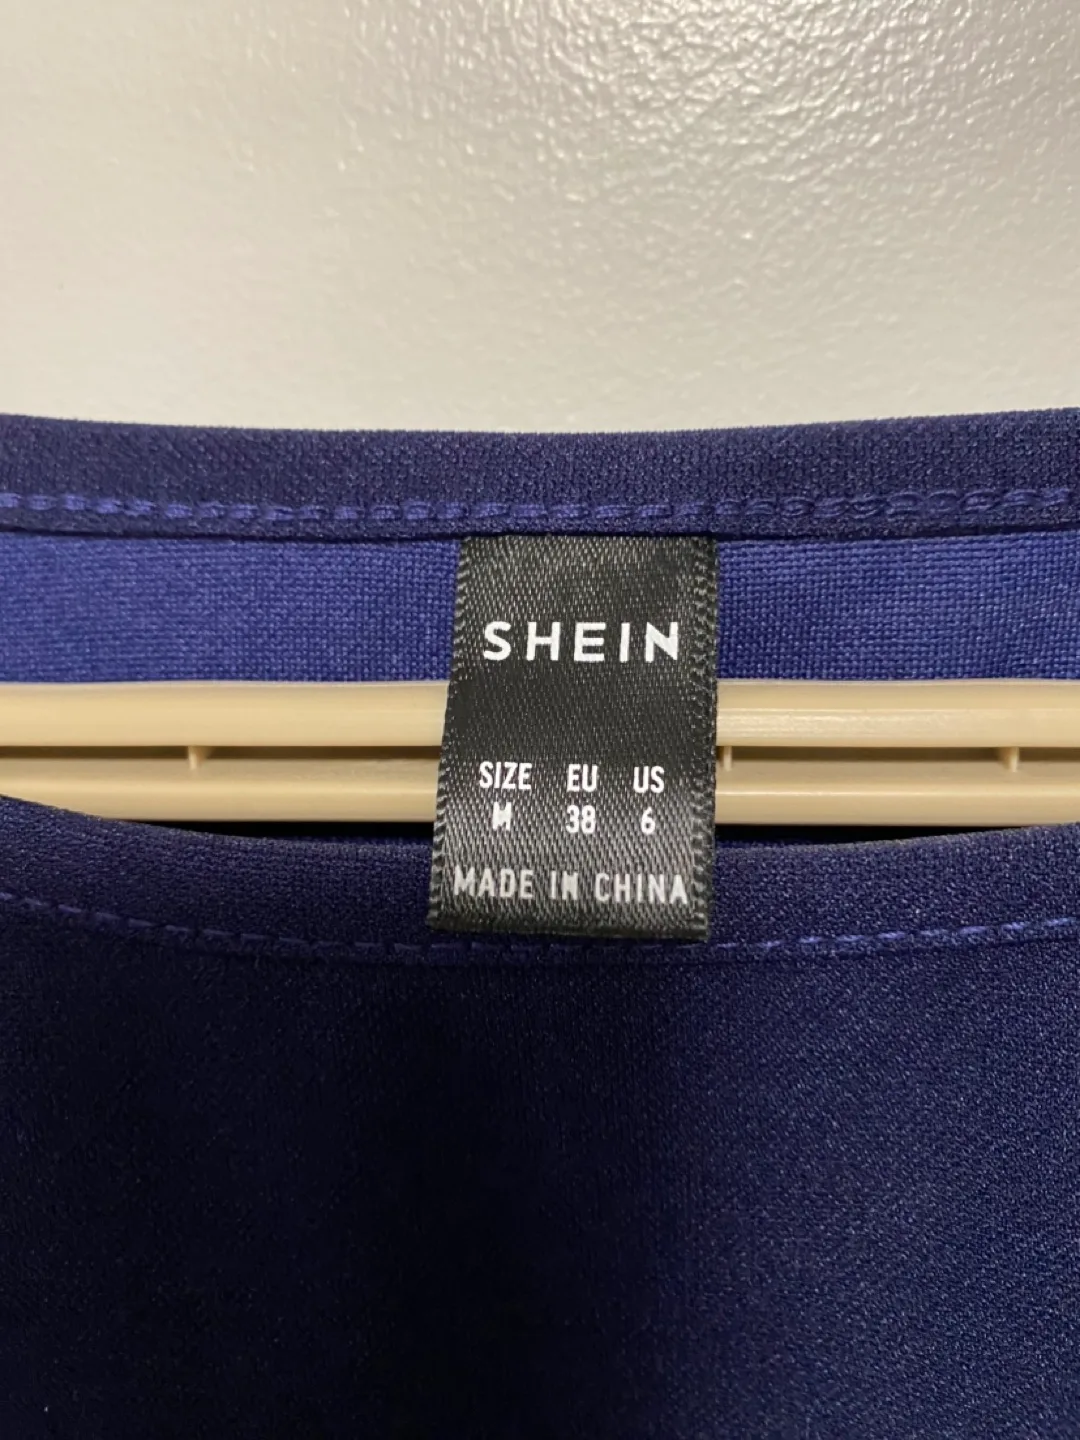 SHEIN
SIZE EU US
M 38 6
MADE IN CHINA